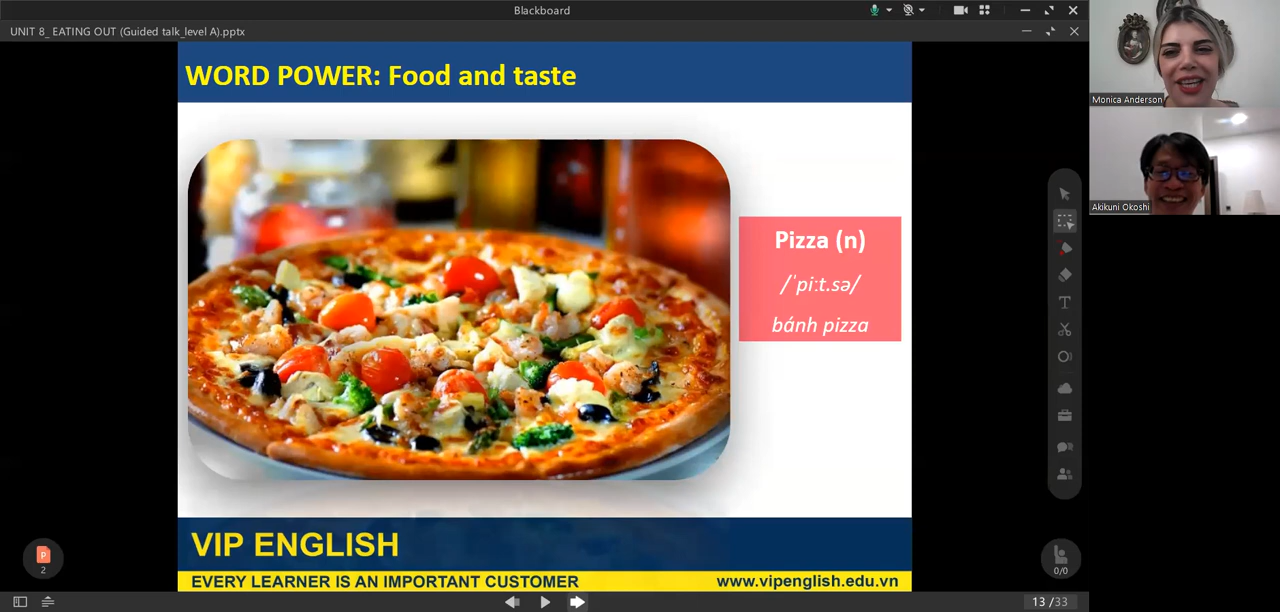 Blackboard
UNIT 8_ EATING OUT (Guided talk_level A).pptx
WORD POWER: Food and taste
Pizza (n)
/ˈpiːt.sə/
bánh pizza
VIP ENGLISH
EVERY LEARNER IS AN IMPORTANT CUSTOMER
www.vipenglish.edu.vn
Monica Anderson
Akikuni Okoshi
T
P
2
0/0
13 /33